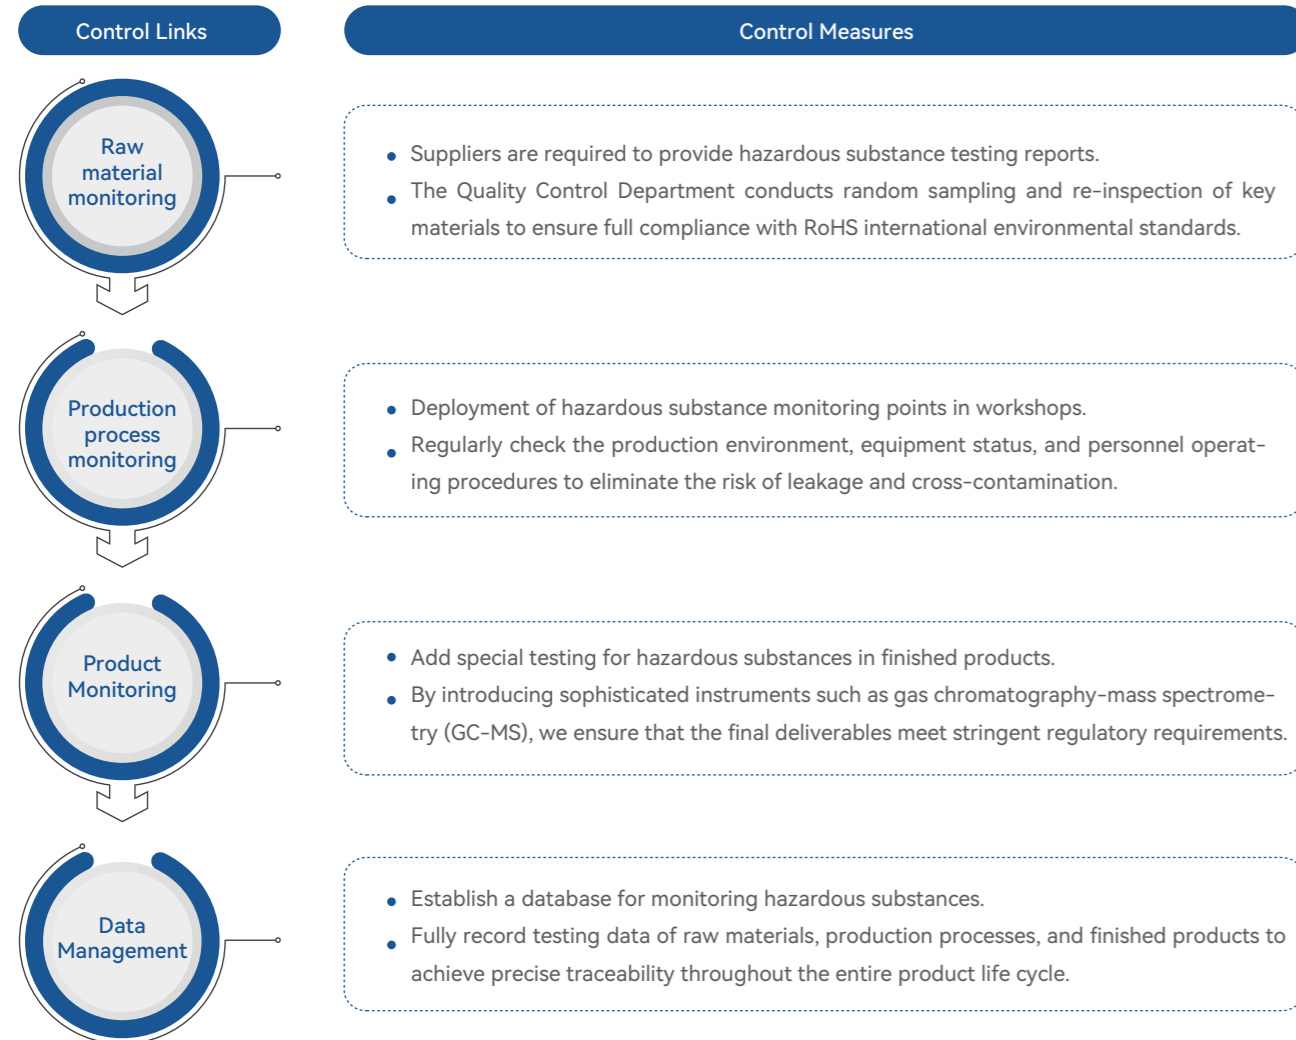 Control Links
Control Measures
Raw
material
monitoring
Suppliers are required to provide hazardous substance testing reports.
The Quality Control Department conducts random sampling and re-inspection of key
materials to ensure full compliance with RoHS international environmental standards.
Production
process
monitoring
Deployment of hazardous substance monitoring points in workshops.
Regularly check the production environment, equipment status, and personnel operat-
ing procedures to eliminate the risk of leakage and cross-contamination.
Product
Monitoring
Add special testing for hazardous substances in finished products.
By introducing sophisticated instruments such as gas chromatography-mass spectrome-
try (GC-MS), we ensure that the final deliverables meet stringent regulatory requirements.
Data
Management
Establish a database for monitoring hazardous substances.
Fully record testing data of raw materials, production processes, and finished products to
achieve precise traceability throughout the entire product life cycle.